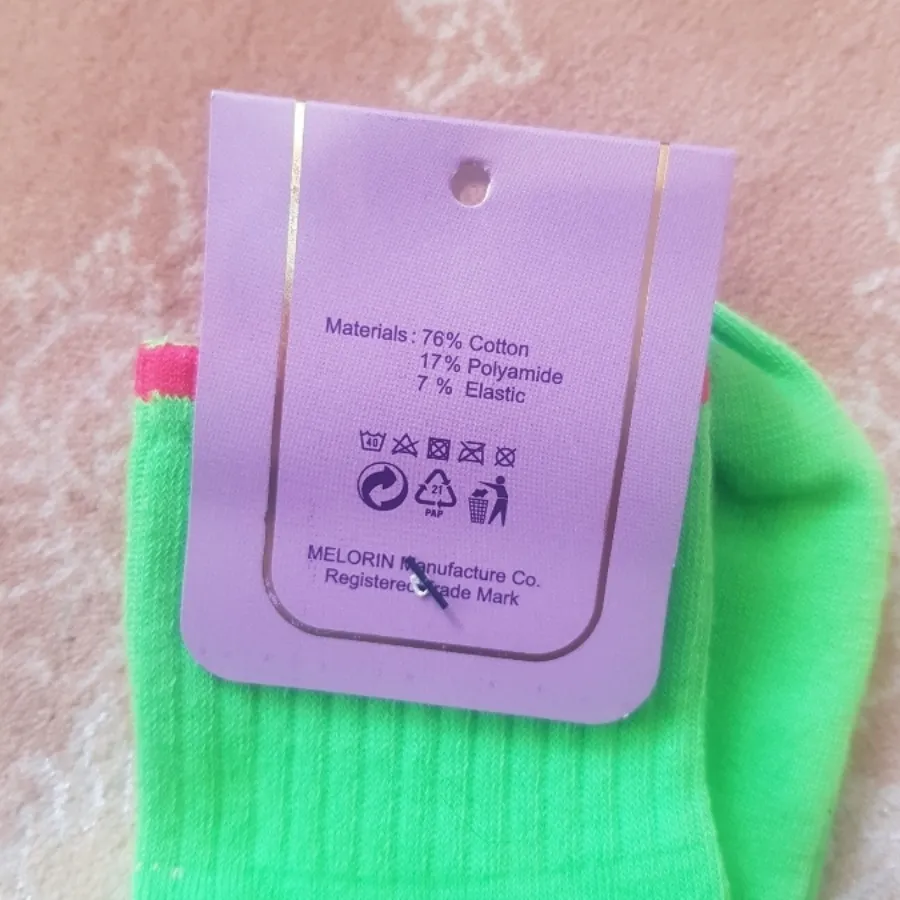 Materials : 76% Cotton
17% Polyamide
7 % Elastic
40
21
PAP
MELORIN Manufacture Co.
Registered Trade Mark